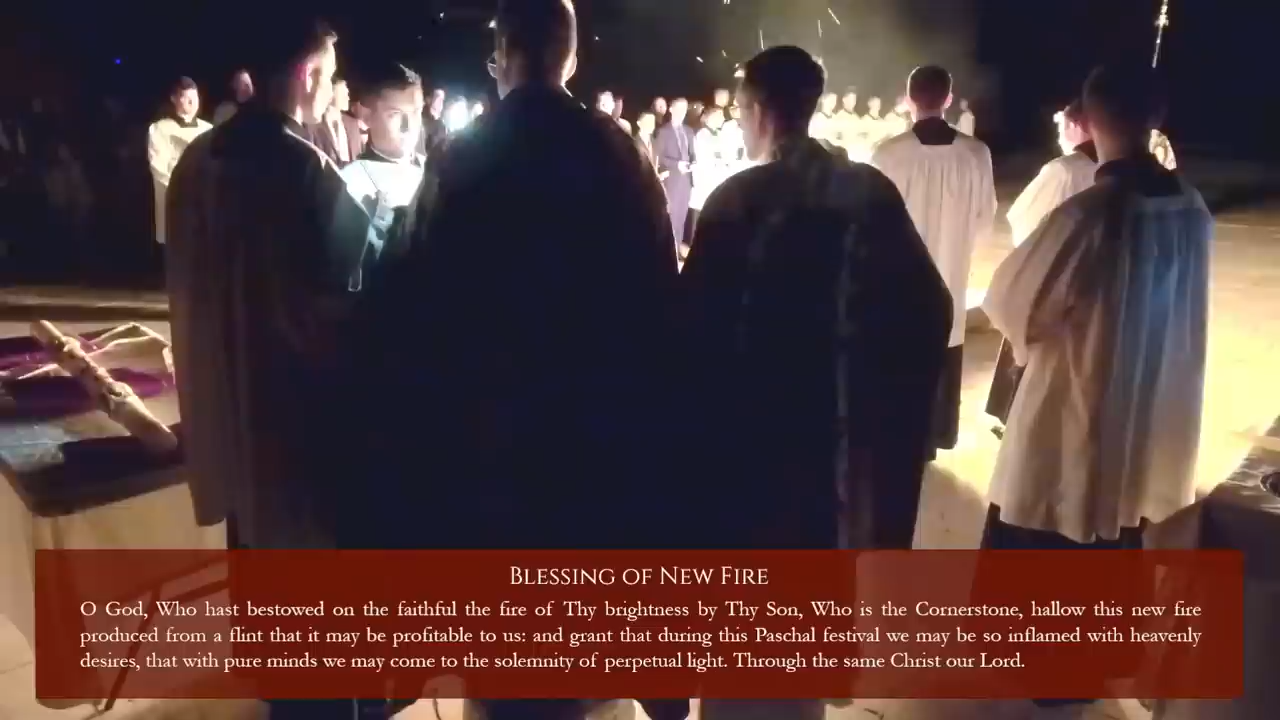 Blessing of New Fire
O God, Who hast bestowed on the faithful the fire of Thy brightness by Thy Son, Who is the Cornerstone, hallow this new fire
produced from a flint that it may be profitable to us: and grant that during this Paschal festival we may be so inflamed with heavenly
desires, that with pure minds we may come to the solemnity of perpetual light. Through the same Christ our Lord.